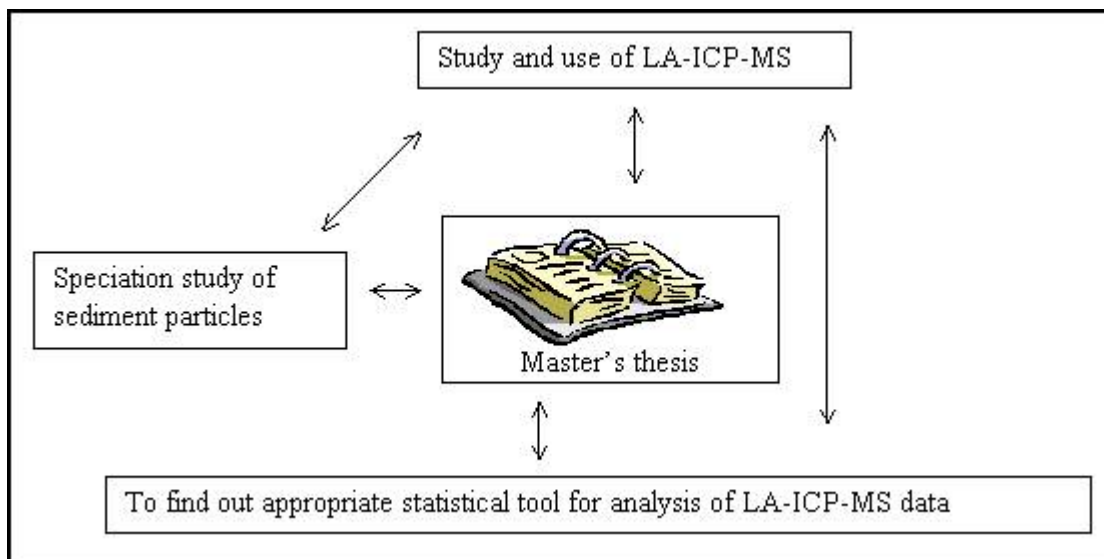 Study and use of LA-ICP-MS
Speciation study of
sediment particles
Master’s thesis
To find out appropriate statistical tool for analysis of LA-ICP-MS data